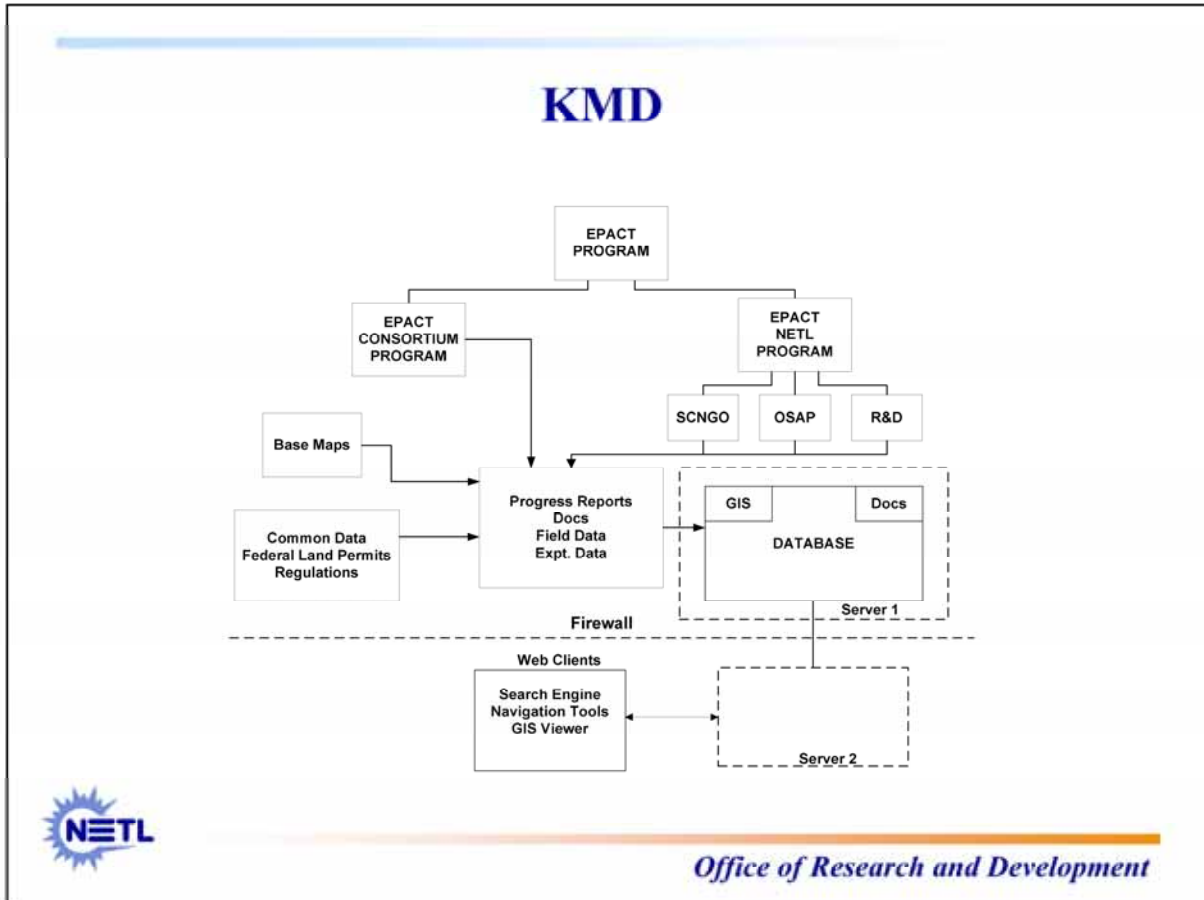 KMD
EPACT
PROGRAM
EPACT
CONSORTIUM
PROGRAM
EPACT
NETL
PROGRAM
SCNGO
OSAP
R&D
Base Maps
Common Data
Federal Land Permits
Regulations
Progress Reports
Docs
Field Data
Expt. Data
GIS
Docs
DATABASE
Server 1
Firewall
Web Clients
Search Engine
Navigation Tools
GIS Viewer
Server 2
NETL
Office of Research and Development